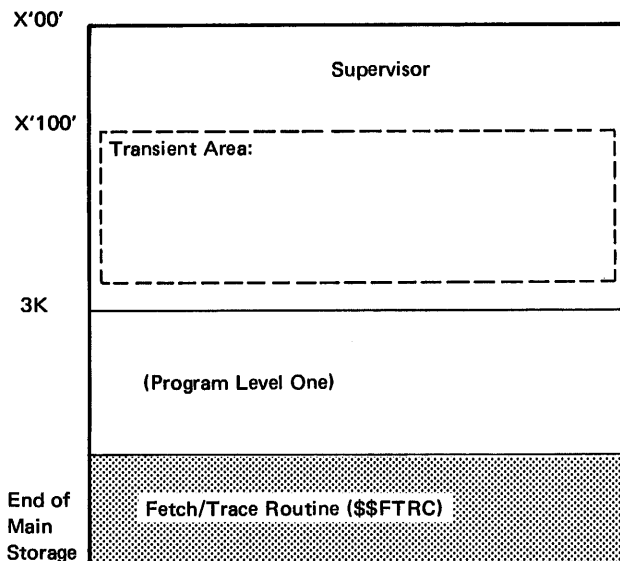 X'00'
Supervisor
X'100'
Transient Area:
3K
(Program Level One)
End of
Main
Storage
Fetch/Trace Routine ($$FTRC)